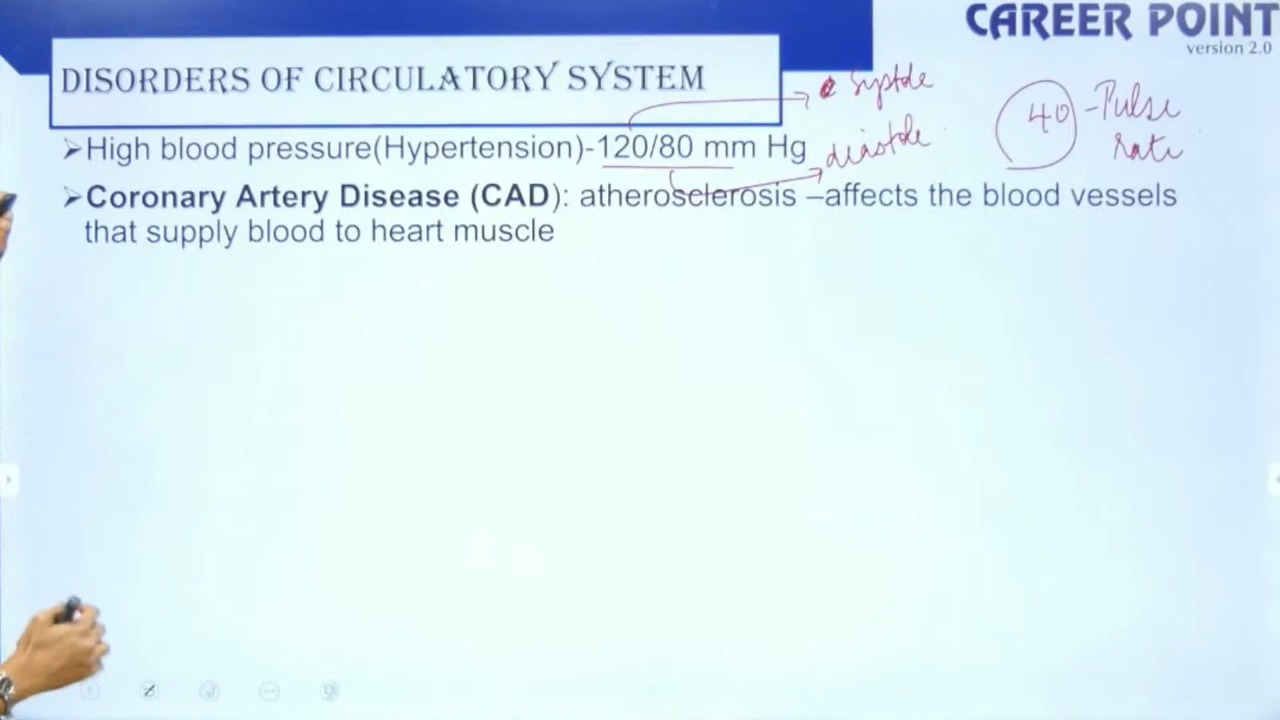 CAREER POINT
version 2.0
DISORDERS OF CIRCULATORY SYSTEM
systole
40 - Pulse
rate
➢High blood pressure(Hypertension)-120/80 mm Hg
diastole
➢Coronary Artery Disease (CAD): atherosclerosis –affects the blood vessels
that supply blood to heart muscle